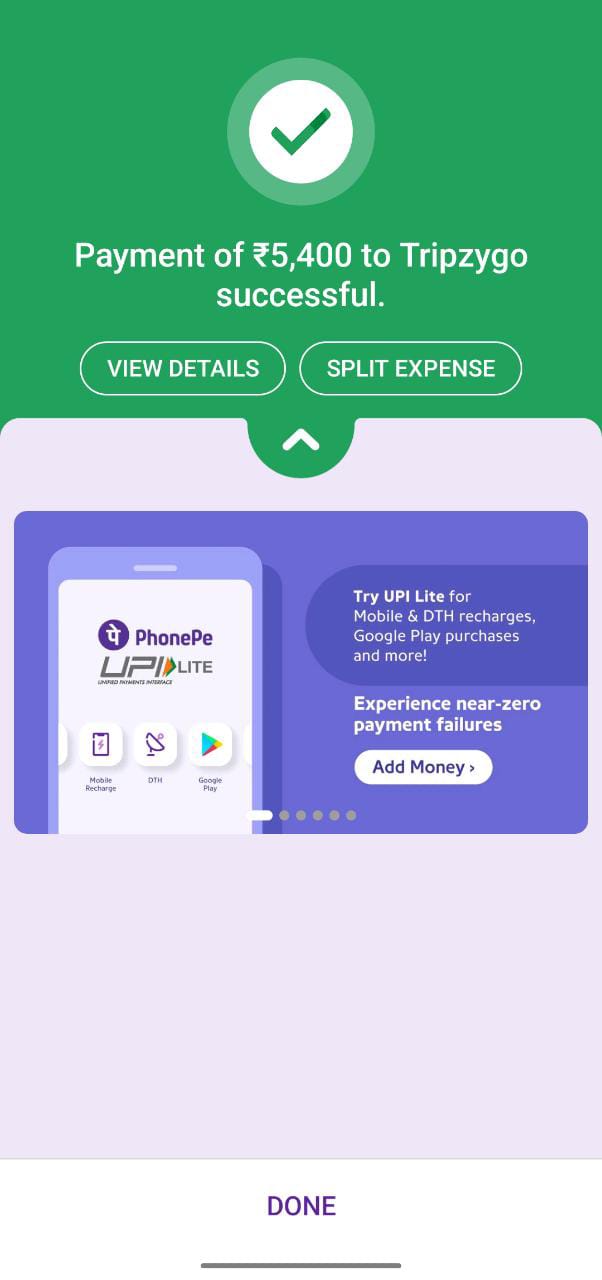 Payment of ₹5,400 to Tripzygo
successful.
VIEW DETAILS
SPLIT EXPENSE
पे PhonePe
UPI LITE
UNIFIED PAYMENTS INTERFACE
Mobile
Recharge
DTH
Google
Play
Try UPI Lite for
Mobile & DTH recharges,
Google Play purchases
and more!
Experience near-zero
payment failures
Add Money ›
DONE